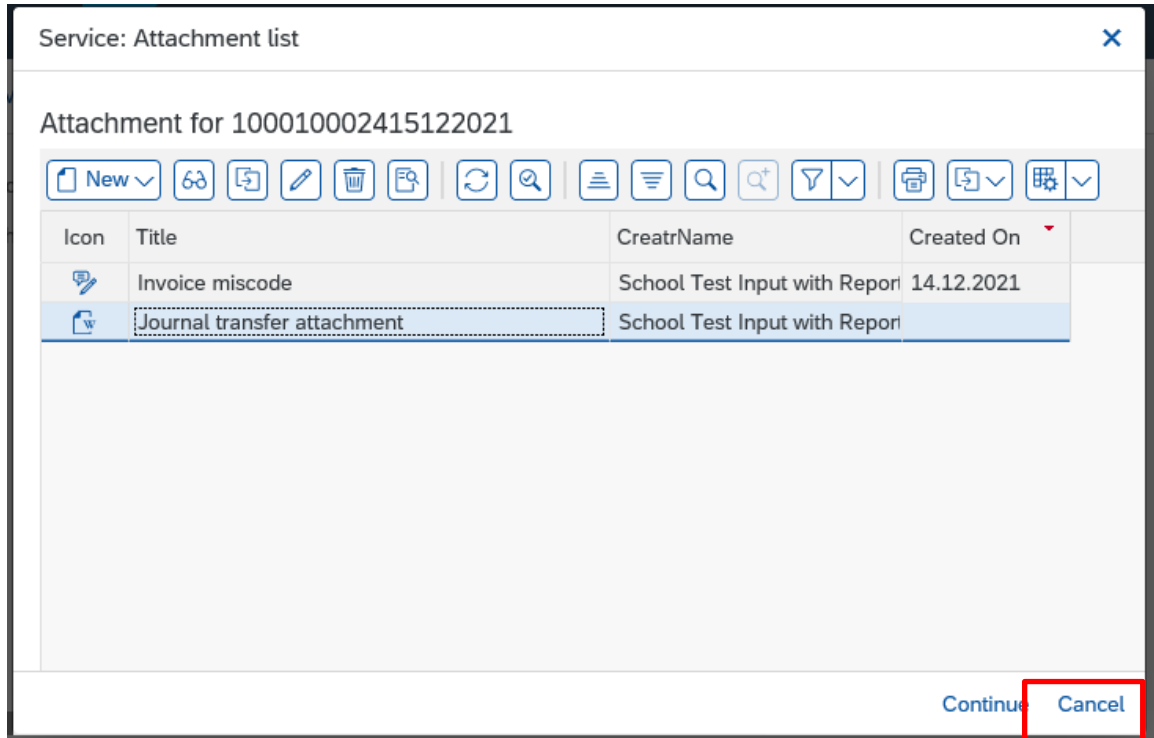 Service: Attachment list
Attachment for 100010002415122021
New
Icon Title CreatrName Created On
Invoice miscode School Test Input with Report 14.12.2021
W Journal transfer attachment School Test Input with Report
Continue Cancel